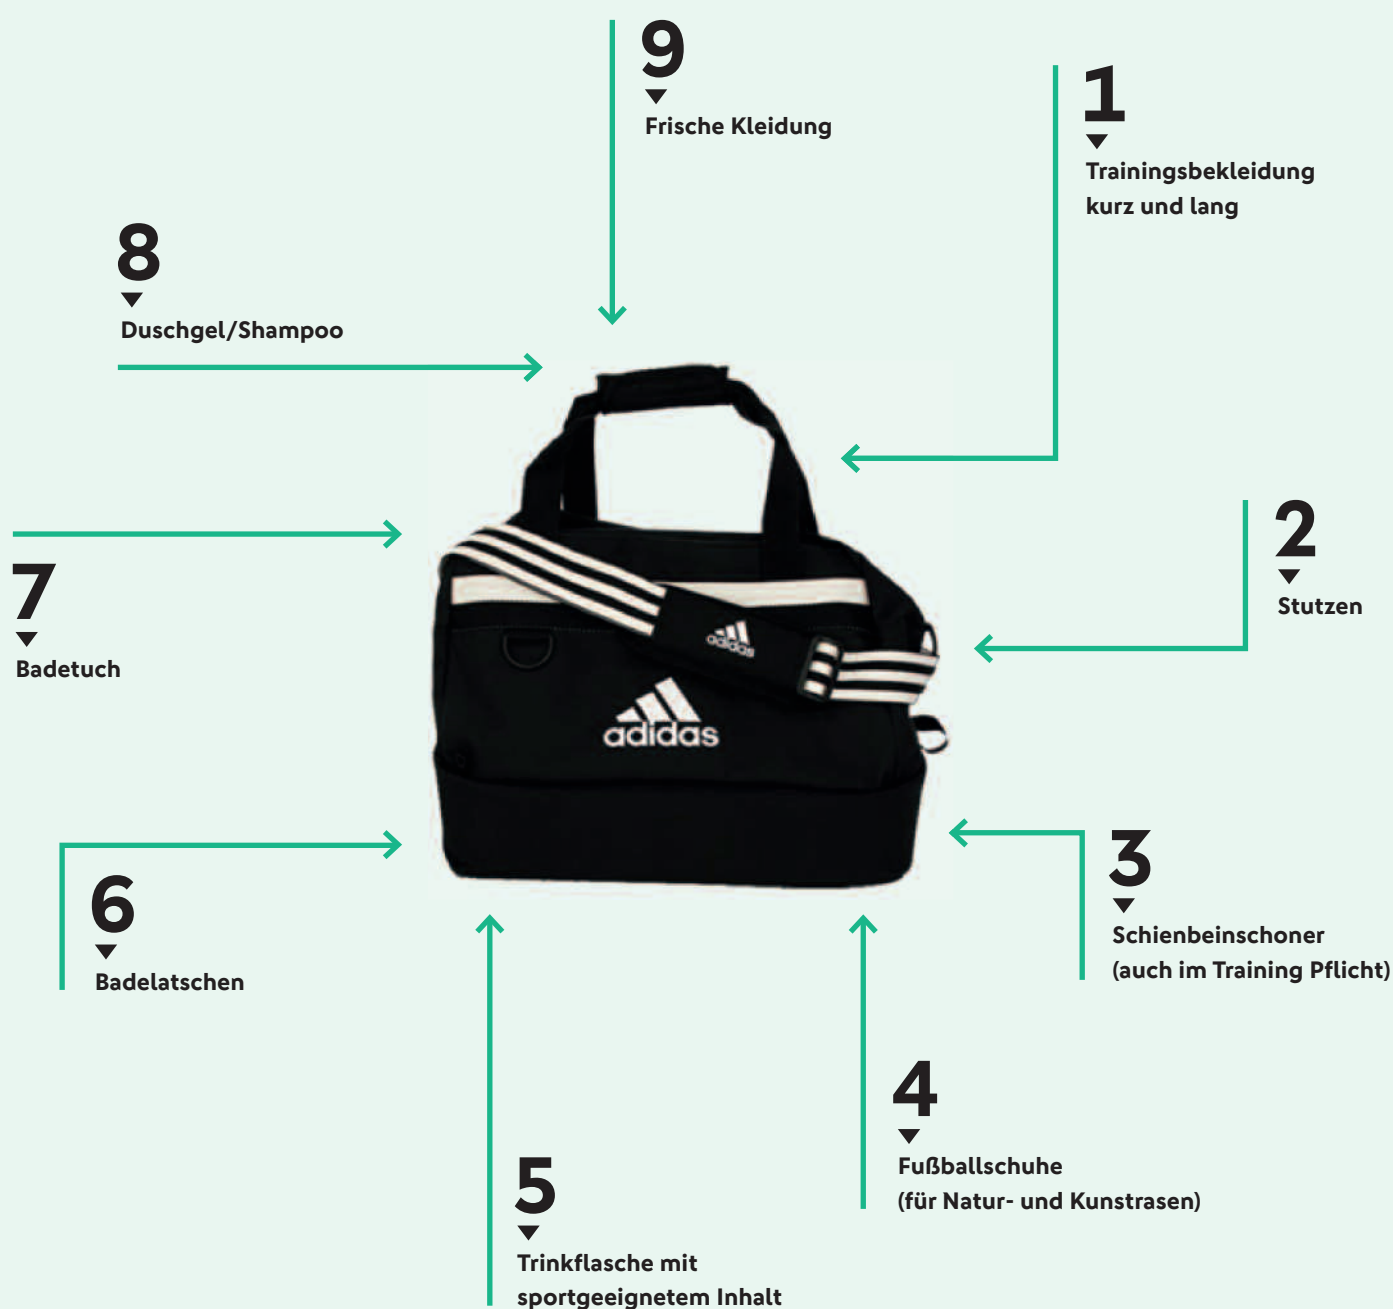 9
Frische Kleidung
1
Trainingsbekleidung
kurz und lang
8
Duschgel/Shampoo
2
Stutzen
7
Badetuch
adidas
adidas
3
Schienbeinschoner
(auch im Training Pflicht)
6
Badelatschen
4
Fußballschuhe
(für Natur- und Kunstrasen)
5
Trinkflasche mit
sportgeeignetem Inhalt